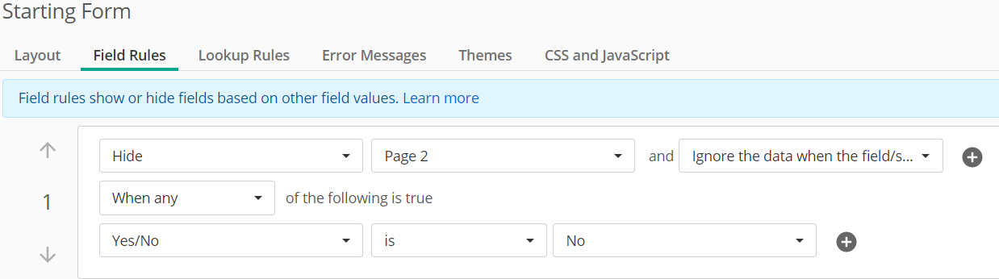 Starting Form
Layout Field Rules Lookup Rules Error Messages Themes CSS and JavaScript
Field rules show or hide fields based on other field values. Learn more
Hide Page 2 and Ignore the data when the field/s...
1 When any of the following is true
Yes/No is No